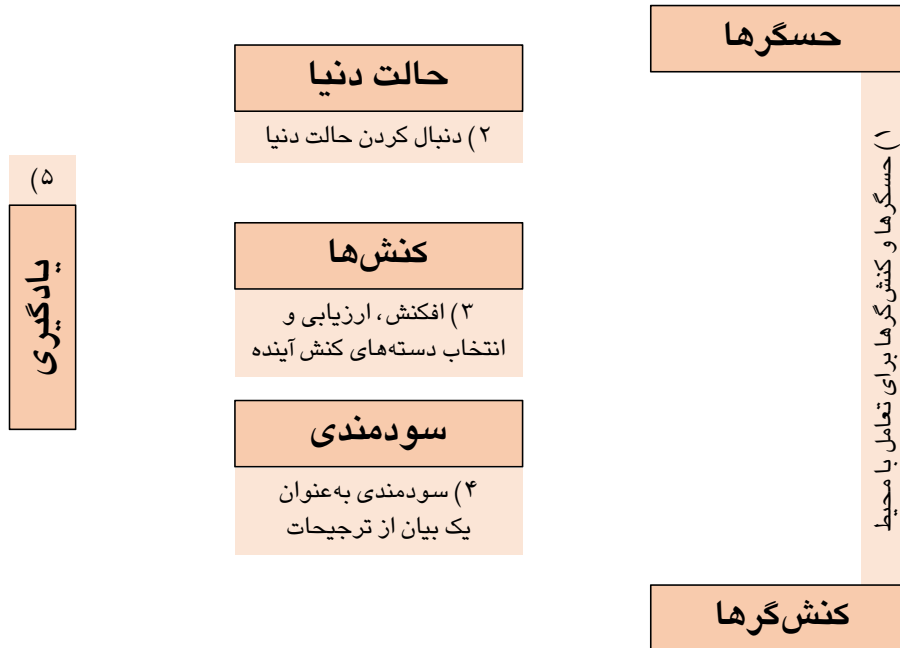 حسگرها
۱) حسگرها و کنش‌گرها برای تعامل با محیط
کنش‌گرها
حالت دنیا
۲) دنبال کردن حالت دنیا
کنش‌ها
۳) افکنش، ارزیابی و
انتخاب دسته‌های کنش آینده
سودمندی
۴) سودمندی به‌عنوان
یک بیان از ترجیحات
۵)
یادگیری